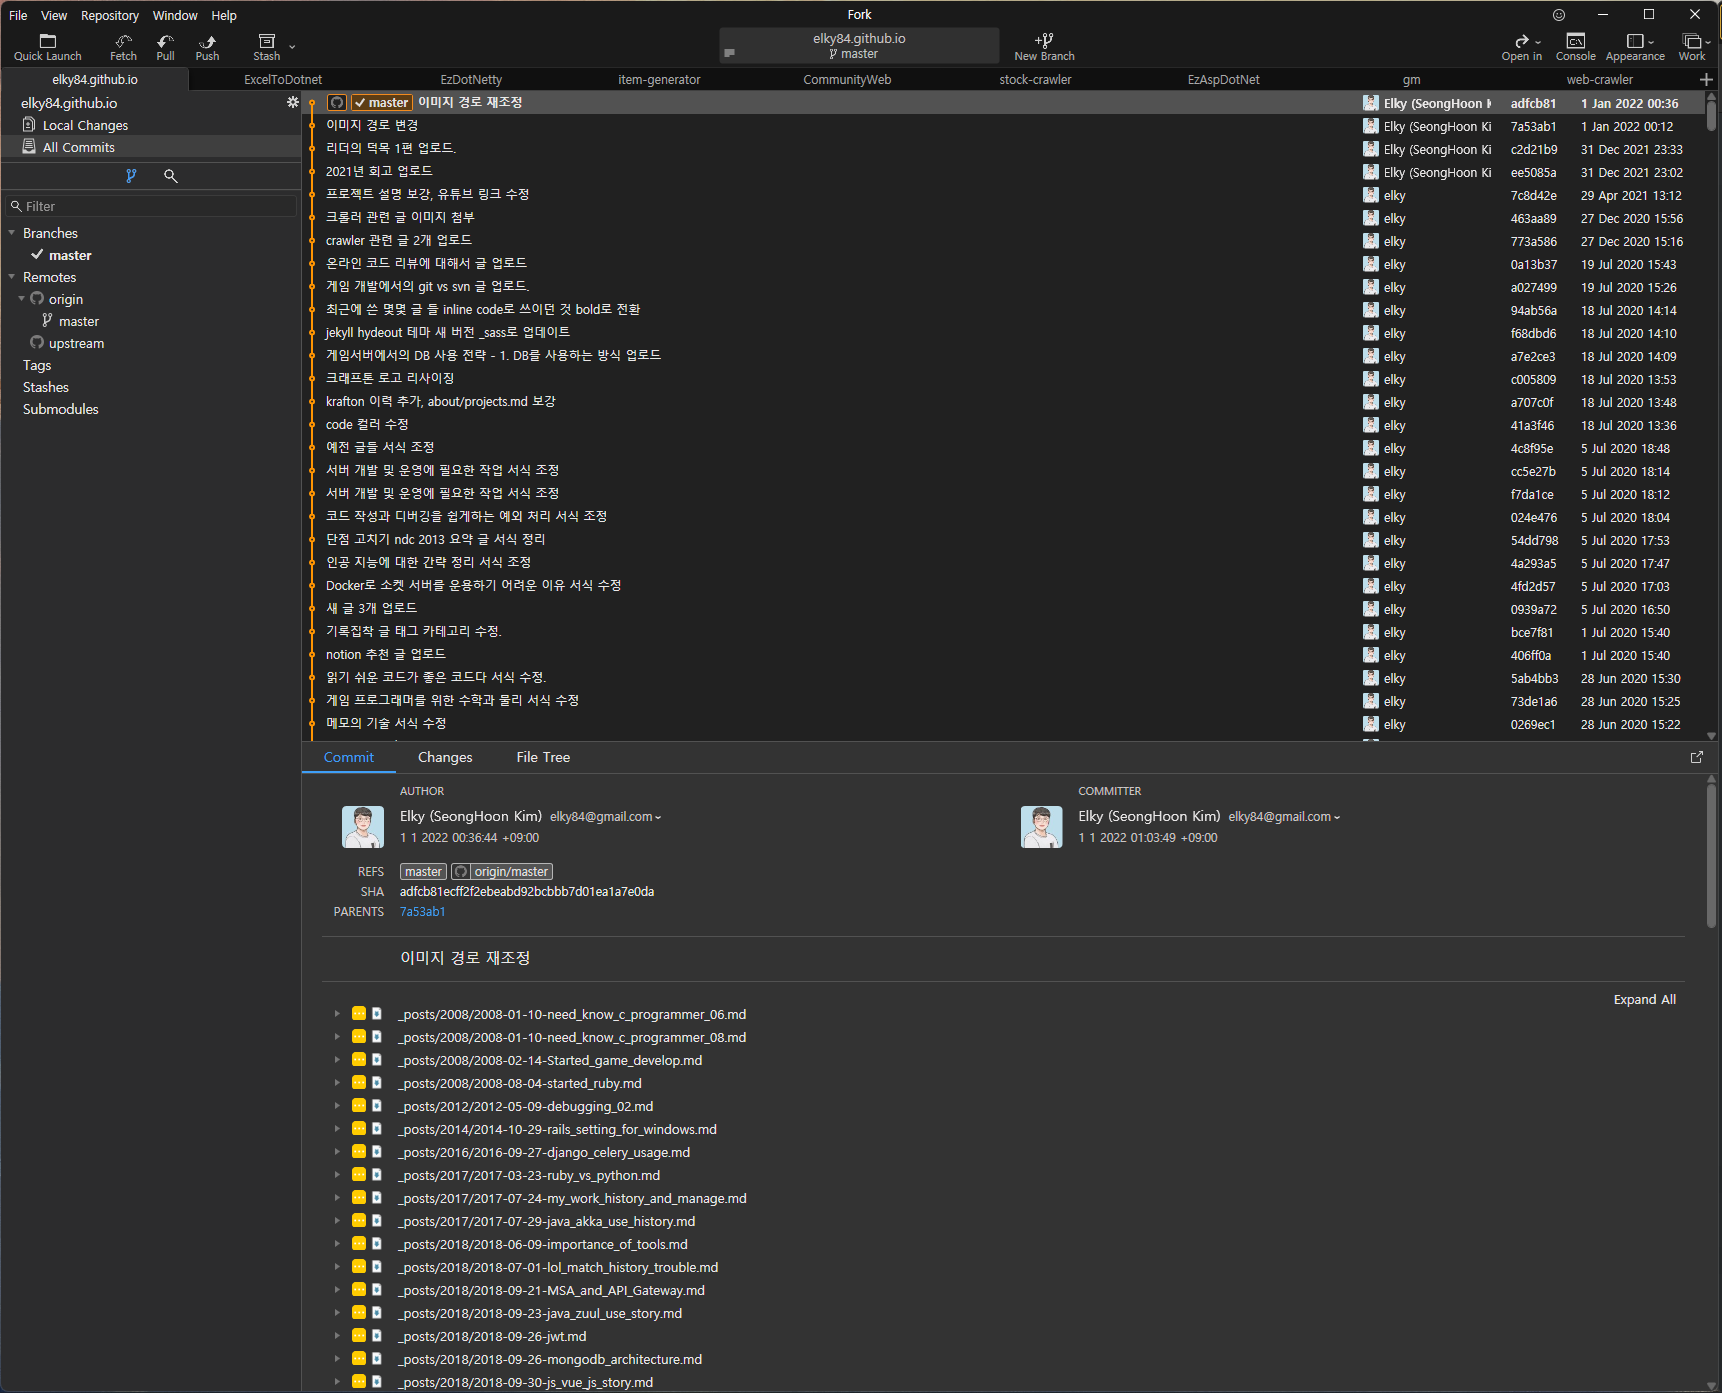 File View Repository Window Help
Fork
Quick Launch Fetch Pull Push Stash
elky84.github.io
master
New Branch
Open in Console Appearance Work
elky84.github.io ExcelToDotnet EzDotNetty item-generator CommunityWeb stock-crawler EzAspDotNet gm web-crawler
elky84.github.io
Local Changes
All Commits
Filter
Branches
master
Remotes
origin
master
upstream
Tags
Stashes
Submodules
master 이미지 경로 재조정 Elky (SeongHoon K adfcb81 1 Jan 2022 00:36
이미지 경로 변경 Elky (SeongHoon Ki 7a53ab1 1 Jan 2022 00:12
리더의 덕목 1편 업로드. Elky (SeongHoon Ki c2d21b9 31 Dec 2021 23:33
2021년 회고 업로드 Elky (SeongHoon Ki ee5085a 31 Dec 2021 23:02
프로젝트 설명 보강, 유튜브 링크 수정 elky 7c8d42e 29 Apr 2021 13:12
크롤러 관련 글 이미지 첨부 elky 463aa89 27 Dec 2020 15:56
crawler 관련 글 2개 업로드 elky 773a586 27 Dec 2020 15:16
온라인 코드 리뷰에 대해서 글 업로드 elky 0a13b37 19 Jul 2020 15:43
게임 개발에서의 git vs svn 글 업로드. elky a027499 19 Jul 2020 15:26
최근에 쓴 몇몇 글 들 inline code로 쓰이던 것 bold로 전환 elky 94ab56a 18 Jul 2020 14:14
jekyll hydeout 테마 새 버전 _sass로 업데이트 elky f68dbd6 18 Jul 2020 14:10
게임서버에서의 DB 사용 전략 - 1. DB를 사용하는 방식 업로드 elky a7e2ce3 18 Jul 2020 14:09
크래프톤 로고 리사이징 elky c005809 18 Jul 2020 13:53
krafton 이력 추가, about/projects.md 보강 elky a707c0f 18 Jul 2020 13:48
code 컬러 수정 elky 41a3f46 18 Jul 2020 13:36
예전 글들 서식 조정 elky 4c8f95e 5 Jul 2020 18:48
서버 개발 및 운영에 필요한 작업 서식 조정 elky cc5e27b 5 Jul 2020 18:14
서버 개발 및 운영에 필요한 작업 서식 조정 elky f7da1ce 5 Jul 2020 18:12
코드 작성과 디버깅을 쉽게하는 예외 처리 서식 조정 elky 024e476 5 Jul 2020 18:04
단점 고치기 ndc 2013 요약 글 서식 정리 elky 54dd798 5 Jul 2020 17:53
인공 지능에 대한 간략 정리 서식 조정 elky 4a293a5 5 Jul 2020 17:47
Docker로 소켓 서버를 운용하기 어려운 이유 서식 수정 elky 4fd2d57 5 Jul 2020 17:03
새 글 3개 업로드 elky 0939a72 5 Jul 2020 16:50
기록집착 글 태그 카테고리 수정. elky bce7f81 1 Jul 2020 15:40
notion 추천 글 업로드 elky 406ff0a 1 Jul 2020 15:40
읽기 쉬운 코드가 좋은 코드다 서식 수정. elky 5ab4bb3 28 Jun 2020 15:30
게임 프로그래머를 위한 수학과 물리 서식 수정 elky 73de1a6 28 Jun 2020 15:25
메모의 기술 서식 수정 elky 0269ec1 28 Jun 2020 15:22
Commit Changes File Tree
AUTHOR COMMITTER
Elky (SeongHoon Kim) elky84@gmail.com Elky (SeongHoon Kim) elky84@gmail.com
1 1 2022 00:36:44 +09:00 1 1 2022 01:03:49 +09:00
REFS master origin/master
SHA adfcb81ecff2f2ebeabd92bcbbb7d01ea1a7e0da
PARENTS 7a53ab1
이미지 경로 재조정
Expand All
_posts/2008/2008-01-10-need_know_c_programmer_06.md
_posts/2008/2008-01-10-need_know_c_programmer_08.md
_posts/2008/2008-02-14-Started_game_develop.md
_posts/2008/2008-08-04-started_ruby.md
_posts/2012/2012-05-09-debugging_02.md
_posts/2014/2014-10-29-rails_setting_for_windows.md
_posts/2016/2016-09-27-django_celery_usage.md
_posts/2017/2017-03-23-ruby_vs_python.md
_posts/2017/2017-07-24-my_work_history_and_manage.md
_posts/2017/2017-07-29-java_akka_use_history.md
_posts/2018/2018-06-09-importance_of_tools.md
_posts/2018/2018-07-01-lol_match_history_trouble.md
_posts/2018/2018-09-21-MSA_and_API_Gateway.md
_posts/2018/2018-09-23-java_zuul_use_story.md
_posts/2018/2018-09-26-jwt.md
_posts/2018/2018-09-26-mongodb_architecture.md
_posts/2018/2018-09-30-js_vue_js_story.md